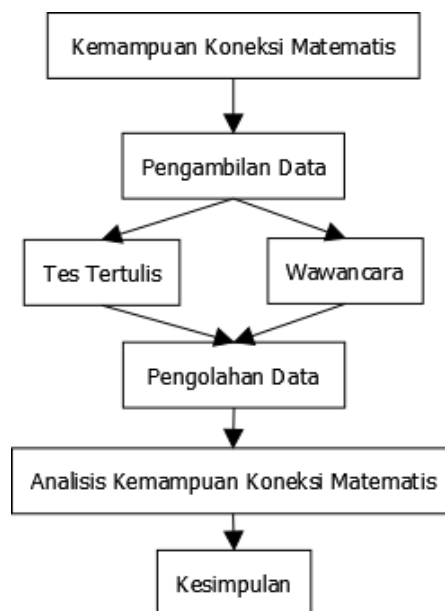 Kemampuan Koneksi Matematis
Pengambilan Data
Tes Tertulis
Wawancara
Pengolahan Data
Analisis Kemampuan Koneksi Matematis
Kesimpulan